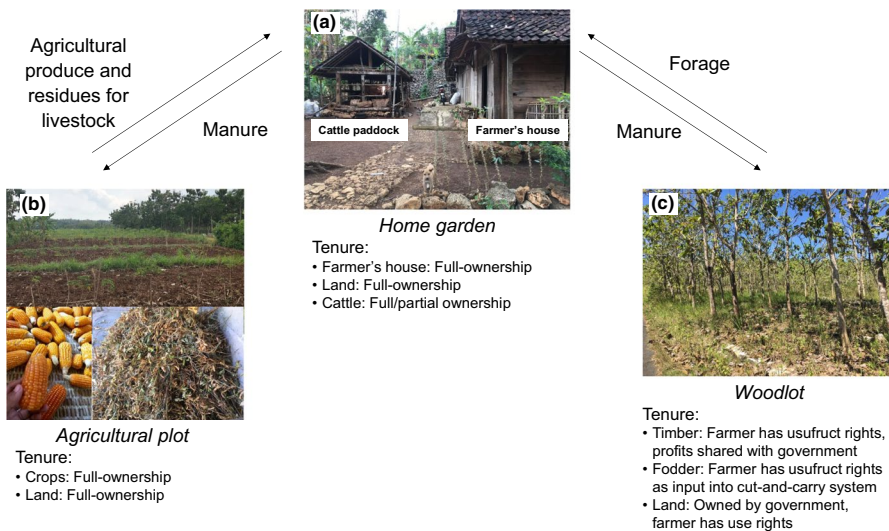 (a)
Agricultural
produce and
residues for
livestock
Manure
Cattle paddock
Farmer's house
Forage
Manure
Home garden
Tenure:
• Farmer's house: Full-ownership
• Land: Full-ownership
• Cattle: Full/partial ownership
(b)
Agricultural plot
Tenure:
• Crops: Full-ownership
• Land: Full-ownership
(c)
Woodlot
Tenure:
• Timber: Farmer has usufruct rights,
profits shared with government
• Fodder: Farmer has usufruct rights
as input into cut-and-carry system
• Land: Owned by government,
farmer has use rights